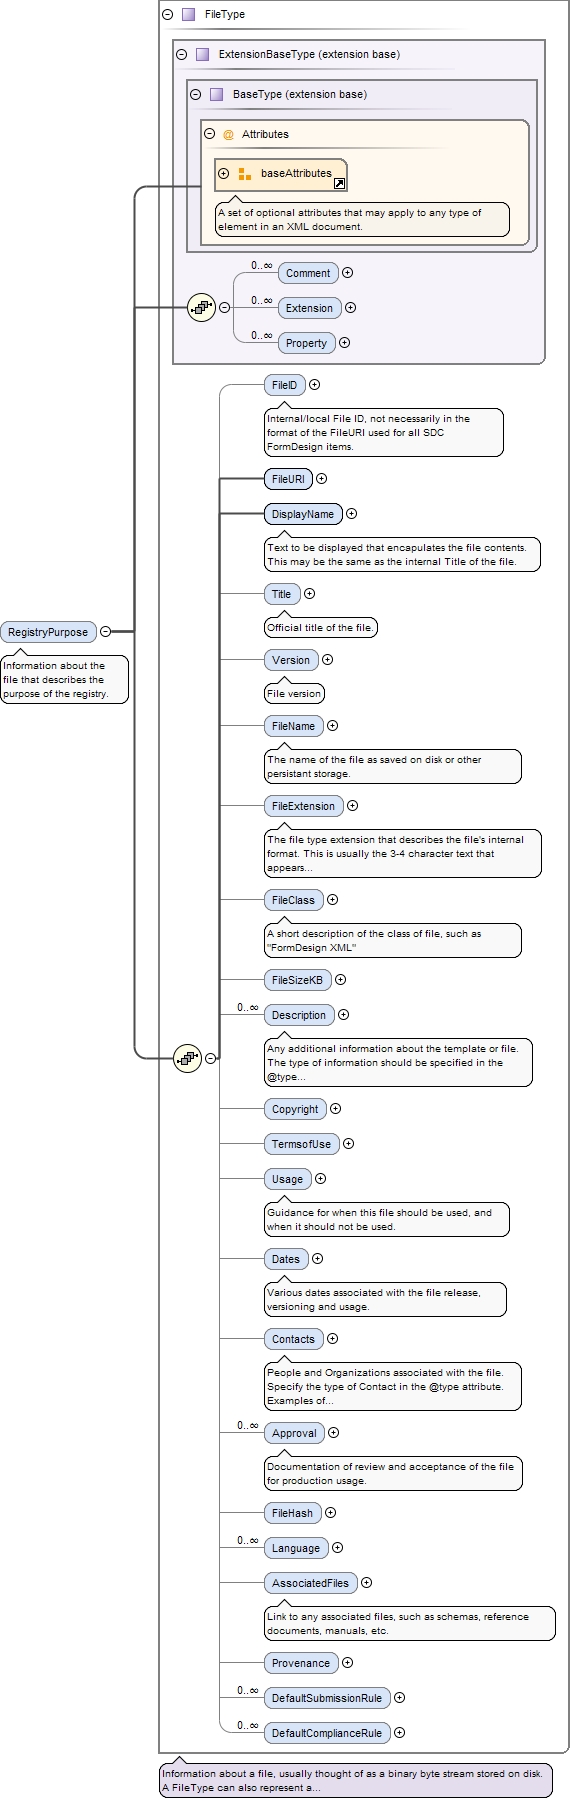 FileType
ExtensionBaseType (extension base)
BaseType (extension base)
@ Attributes
baseAttributes
A set of optional attributes that may apply to any type of
element in an XML document.
0..∞
Comment
0..∞
Extension
0..∞
Property
FileID
Internal/local File ID, not necessarily in the
format of the FileURI used for all SDC
FormDesign items.
FileURI
DisplayName
Text to be displayed that encapulates the file contents.
This may be the same as the internal Title of the file.
Title
Official title of the file.
RegistryPurpose
Information about the
file that describes the
purpose of the registry.
Version
File version
FileName
The name of the file as saved on disk or other
persistant storage.
FileExtension
The file type extension that describes the file's internal
format. This is usually the 3-4 character text that
appears...
FileClass
A short description of the class of file, such as
"FormDesign XML"
FileSizeKB
0..∞
Description
Any additional information about the template or file.
The type of information should be specified in the
@type...
Copyright
TermsofUse
Usage
Guidance for when this file should be used, and
when it should not be used.
Dates
Various dates associated with the file release,
versioning and usage.
Contacts
People and Organizations associated with the file.
Specify the type of Contact in the @type attribute.
Examples of...
0..∞
Approval
Documentation of review and acceptance of the file
for production usage.
FileHash
0..∞
Language
AssociatedFiles
Link to any associated files, such as schemas, reference
documents, manuals, etc.
Provenance
0..∞
DefaultSubmissionRule
0..∞
DefaultComplianceRule
Information about a file, usually thought of as a binary byte stream stored on disk.
A FileType can also represent a...